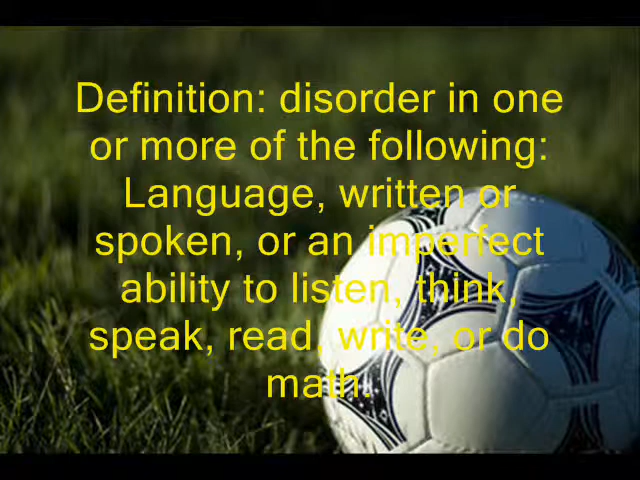 Definition: disorder in one
or more of the following:
Language, written or
spoken, or an imperfect
ability to listen, think,
speak, read, write, or do
math.